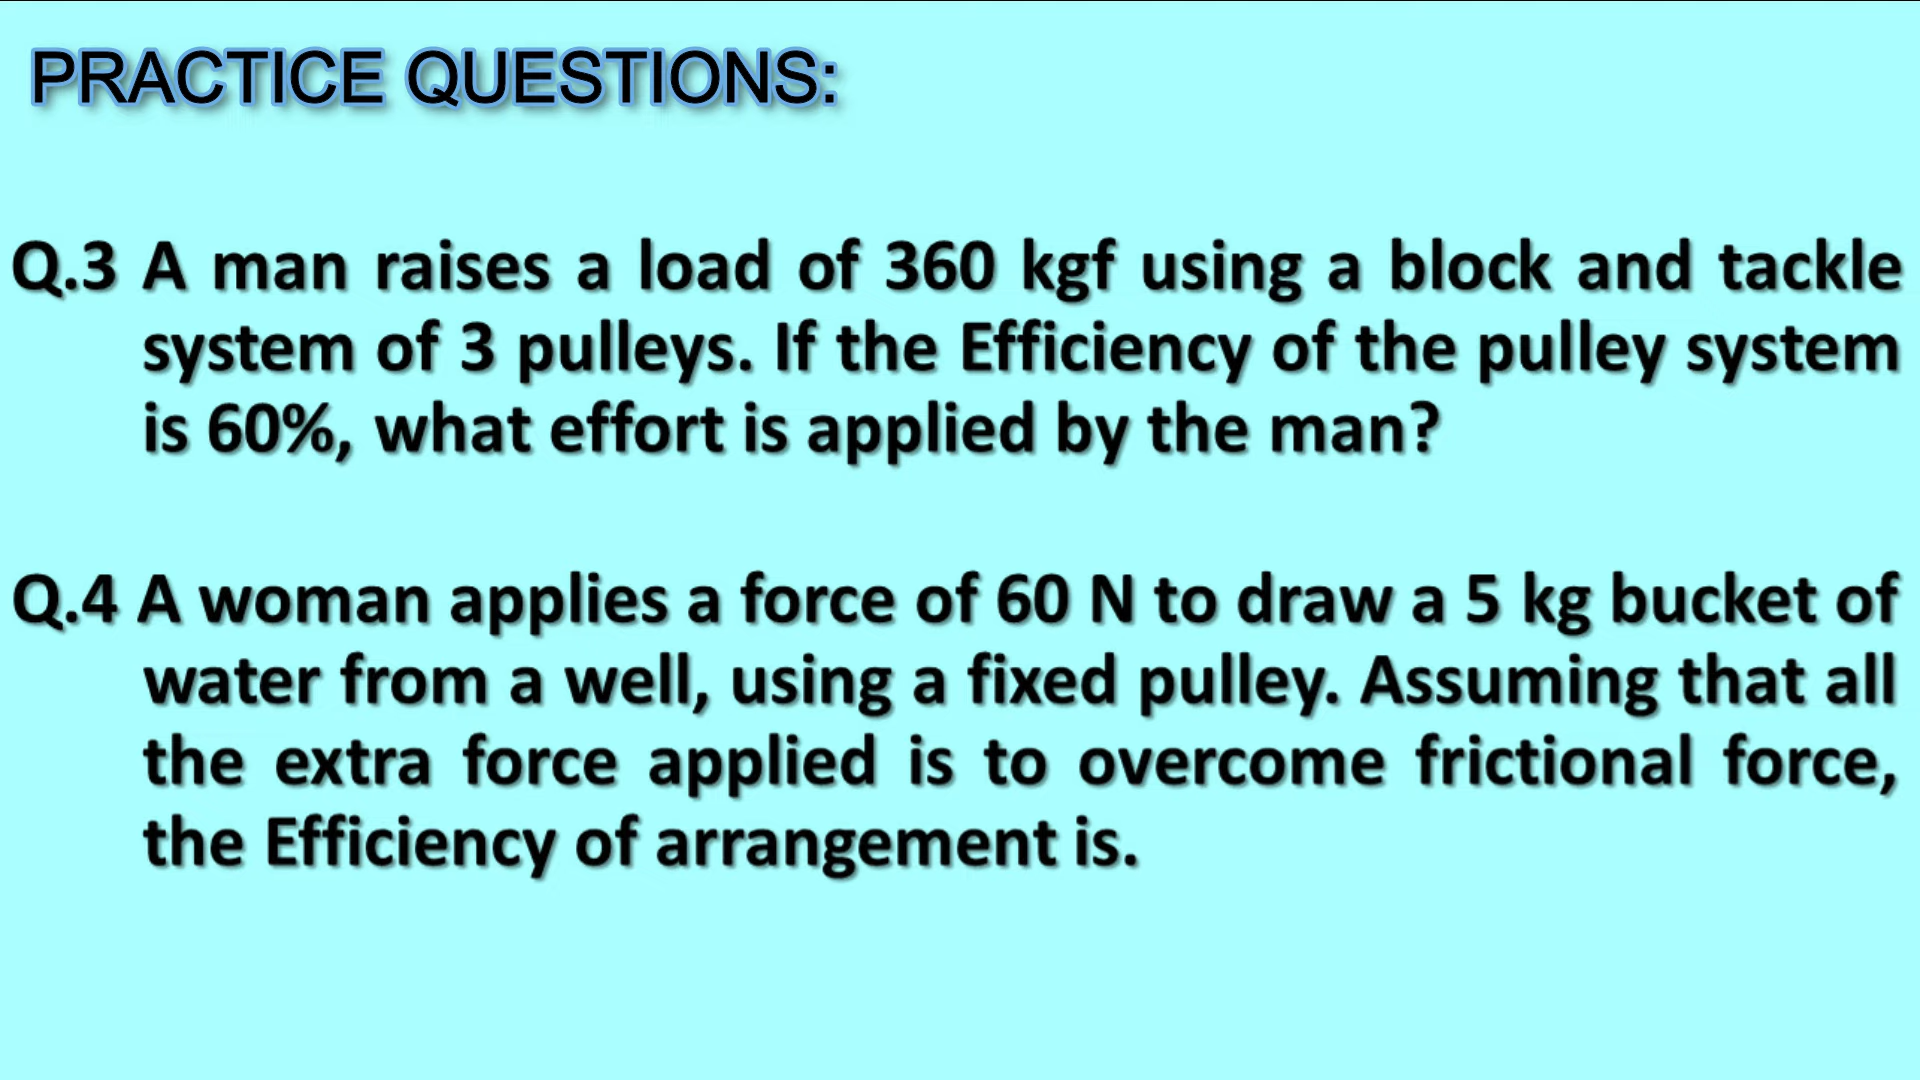 PRACTICE QUESTIONS:
Q.3 A man raises a load of 360 kgf using a block and tackle
system of 3 pulleys. If the Efficiency of the pulley system
is 60%, what effort is applied by the man?
Q.4 A woman applies a force of 60 N to draw a 5 kg bucket of
water from a well, using a fixed pulley. Assuming that all
the extra force applied is to overcome frictional force,
the Efficiency of arrangement is.